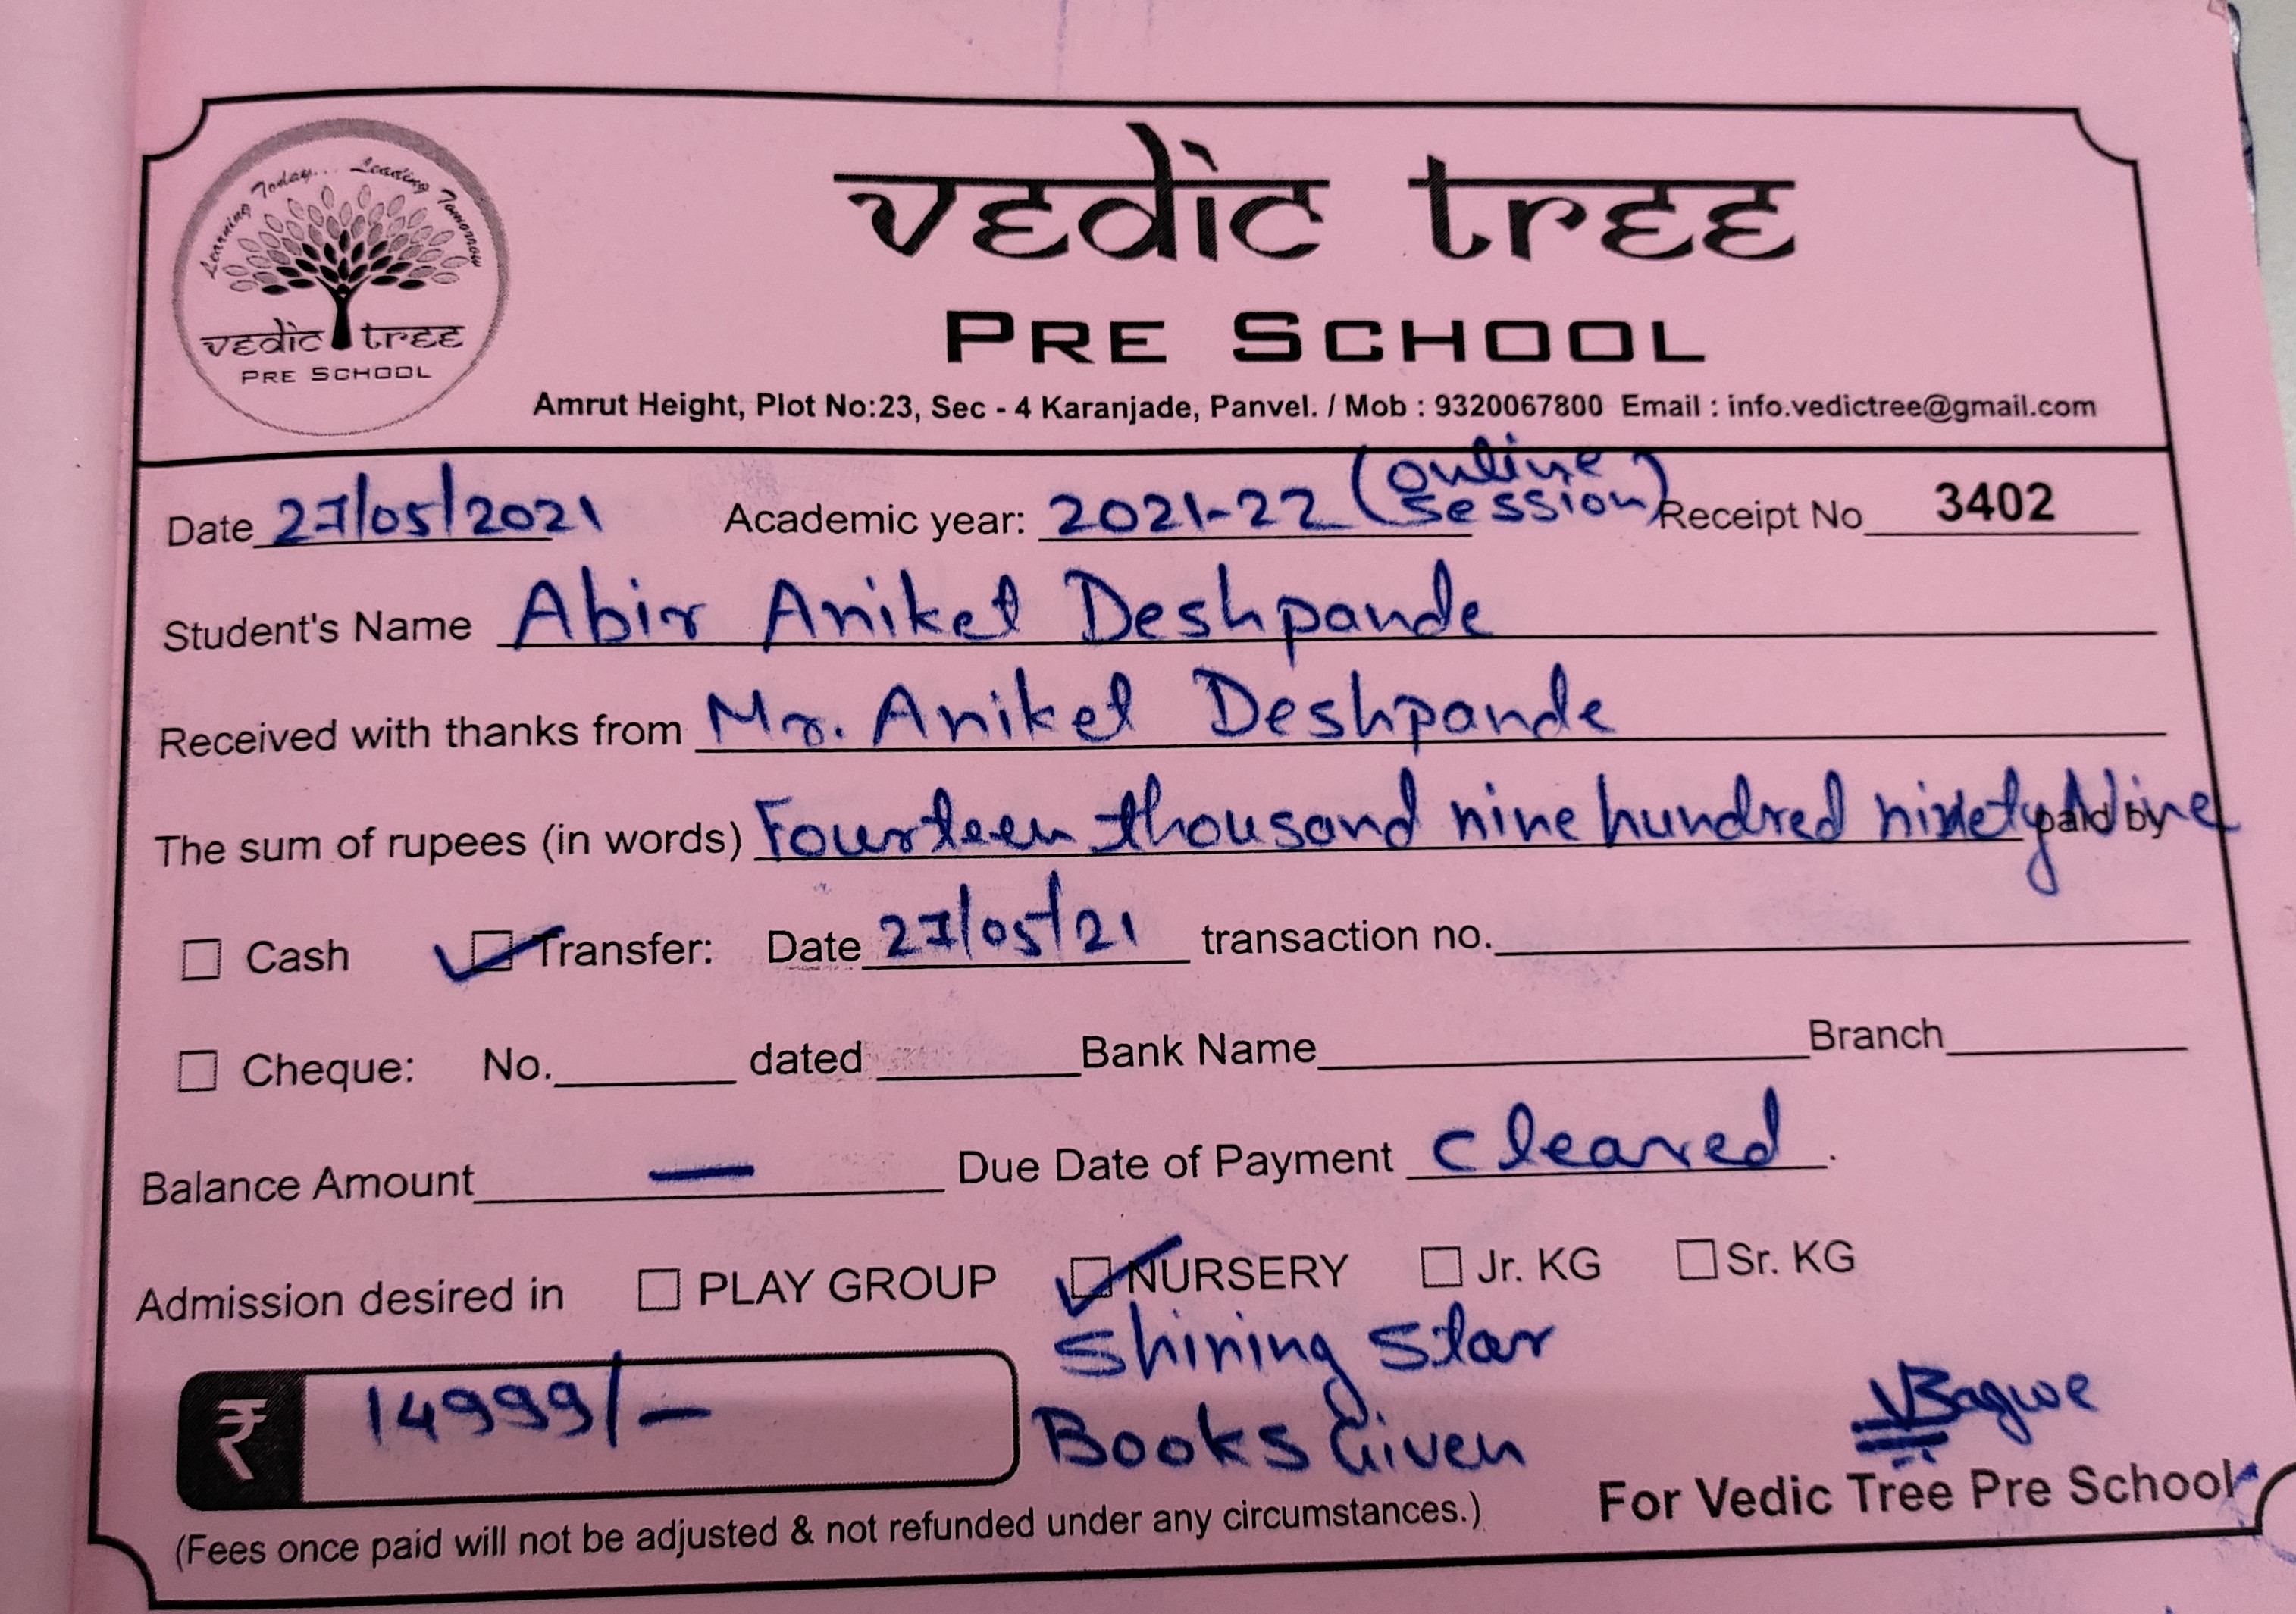 Learning Today... Leading Tomorrow
vedic tree
PRE SCHOOL
vedic tree
PRE SCHOOL
Amrut Height, Plot No:23, Sec - 4 Karanjade, Panvel. / Mob : 9320067800 Email : info.vedictree@gmail.com
Date 27/05/2021 Academic year: 2021-22 (online session) Receipt No 3402
Student's Name Abir Aniket Deshpande
Received with thanks from Mr. Aniket Deshpande
The sum of rupees (in words) Fourteen thousand nine hundred ninety Nine paid by
Cash Transfer: Date 27/05/21 transaction no.
Cheque: No. dated Bank Name Branch
Balance Amount — Due Date of Payment cleared.
Admission desired in PLAY GROUP NURSERY Jr. KG Sr. KG
Shining Star
₹ 14999/-
Books Given
VBagwe
For Vedic Tree Pre School
(Fees once paid will not be adjusted & not refunded under any circumstances.)